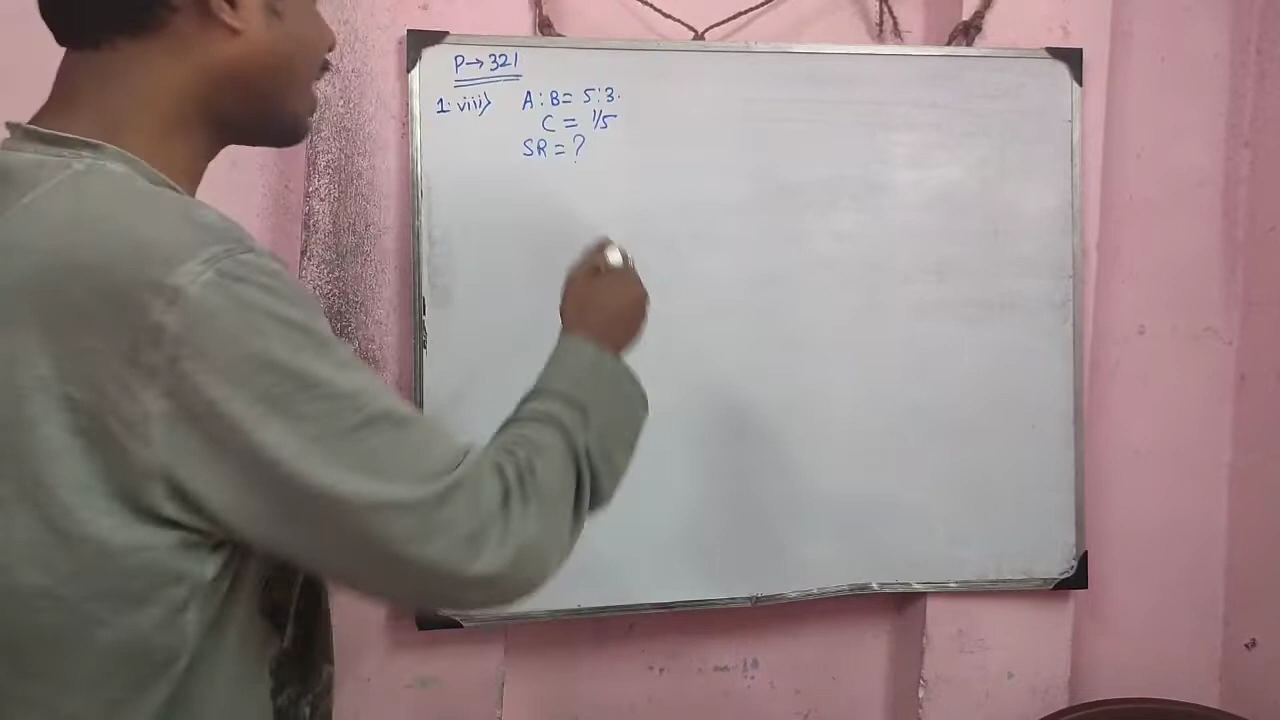 P→321
1. viii) A : B = 5 : 3.
C = 1/5
SR = ?